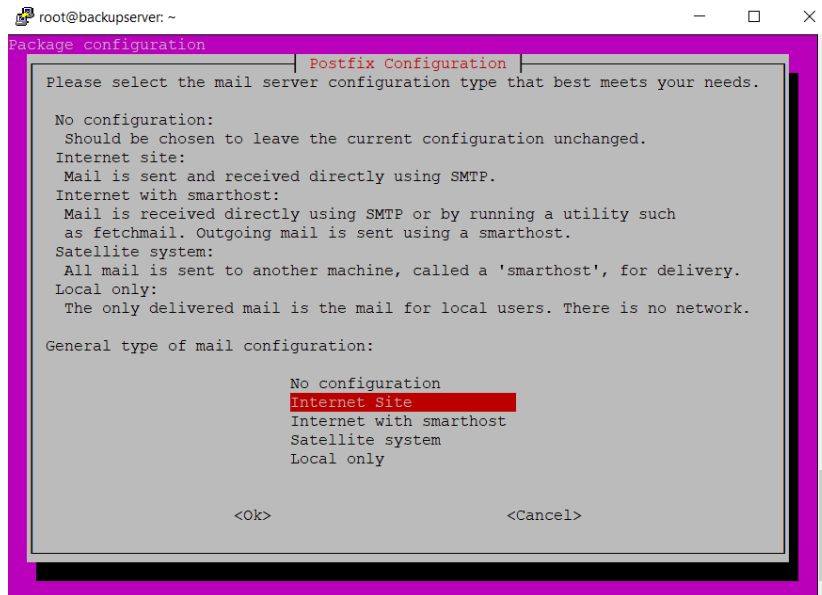 root@backupserver: ~
Package configuration
Postfix Configuration
Please select the mail server configuration type that best meets your needs.
No configuration:
Should be chosen to leave the current configuration unchanged.
Internet site:
Mail is sent and received directly using SMTP.
Internet with smarthost:
Mail is received directly using SMTP or by running a utility such
as fetchmail. Outgoing mail is sent using a smarthost.
Satellite system:
All mail is sent to another machine, called a 'smarthost', for delivery.
Local only:
The only delivered mail is the mail for local users. There is no network.
General type of mail configuration:
No configuration
Internet Site
Internet with smarthost
Satellite system
Local only
<Ok> <Cancel>